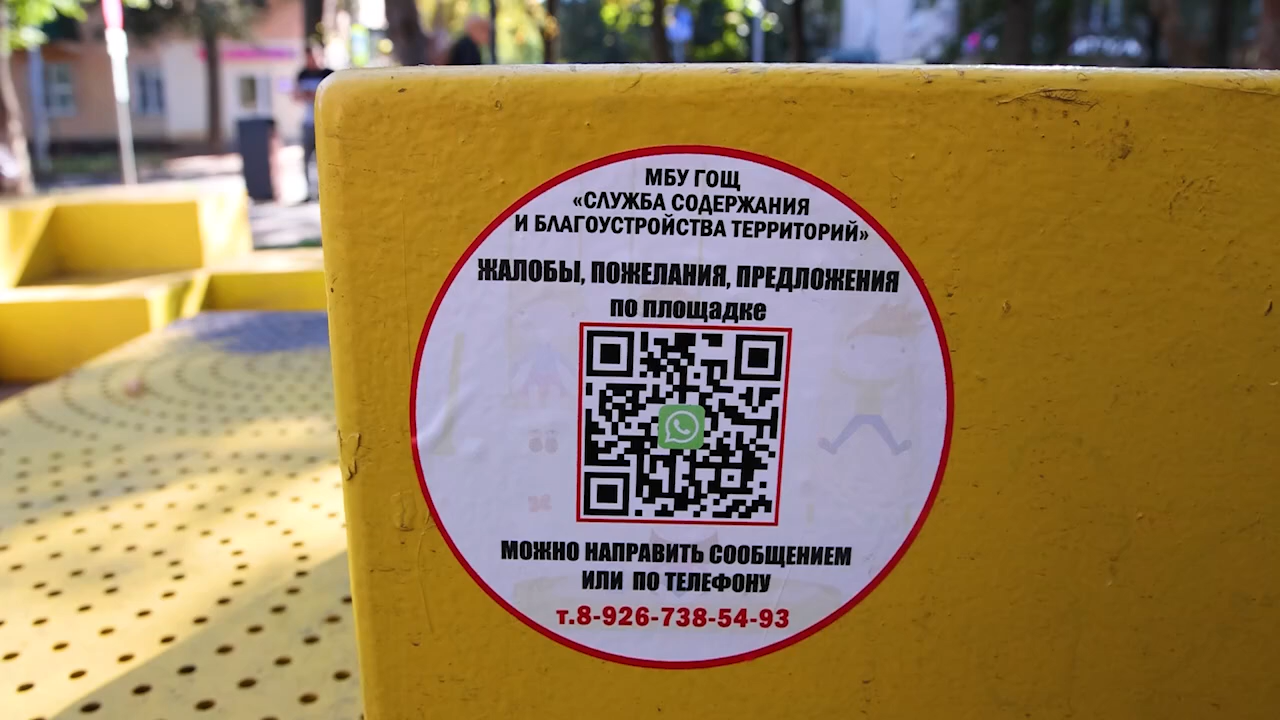 МБУ ГОЩ
«СЛУЖБА СОДЕРЖАНИЯ
И БЛАГОУСТРОЙСТВА ТЕРРИТОРИЙ»
ЖАЛОБЫ, ПОЖЕЛАНИЯ, ПРЕДЛОЖЕНИЯ
по площадке
МОЖНО НАПРАВИТЬ СООБЩЕНИЕМ
ИЛИ ПО ТЕЛЕФОНУ
т.8-926-738-54-93